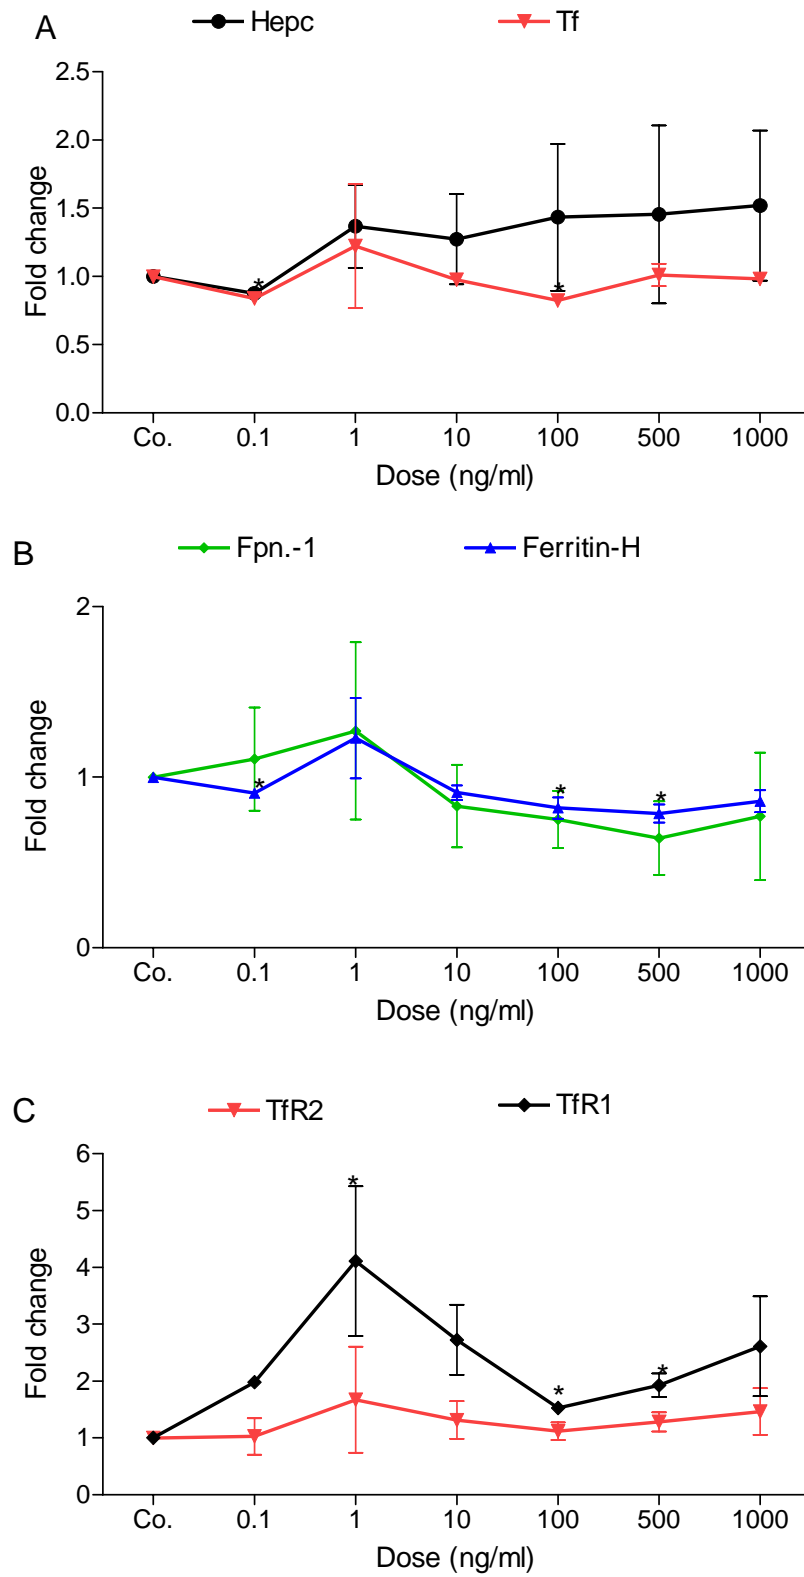 A
Hepc Tf
2.5
2.0
1.5
1.0
0.5
0.0
Fold change
*
*
Co. 0.1 1 10 100 500 1000
Dose (ng/ml)
B
Fpn.-1 Ferritin-H
2
1
0
Fold change
*
*
*
Co. 0.1 1 10 100 500 1000
Dose (ng/ml)
C
TfR2 TfR1
6
5
4
3
2
1
0
Fold change
*
*
*
Co. 0.1 1 10 100 500 1000
Dose (ng/ml)